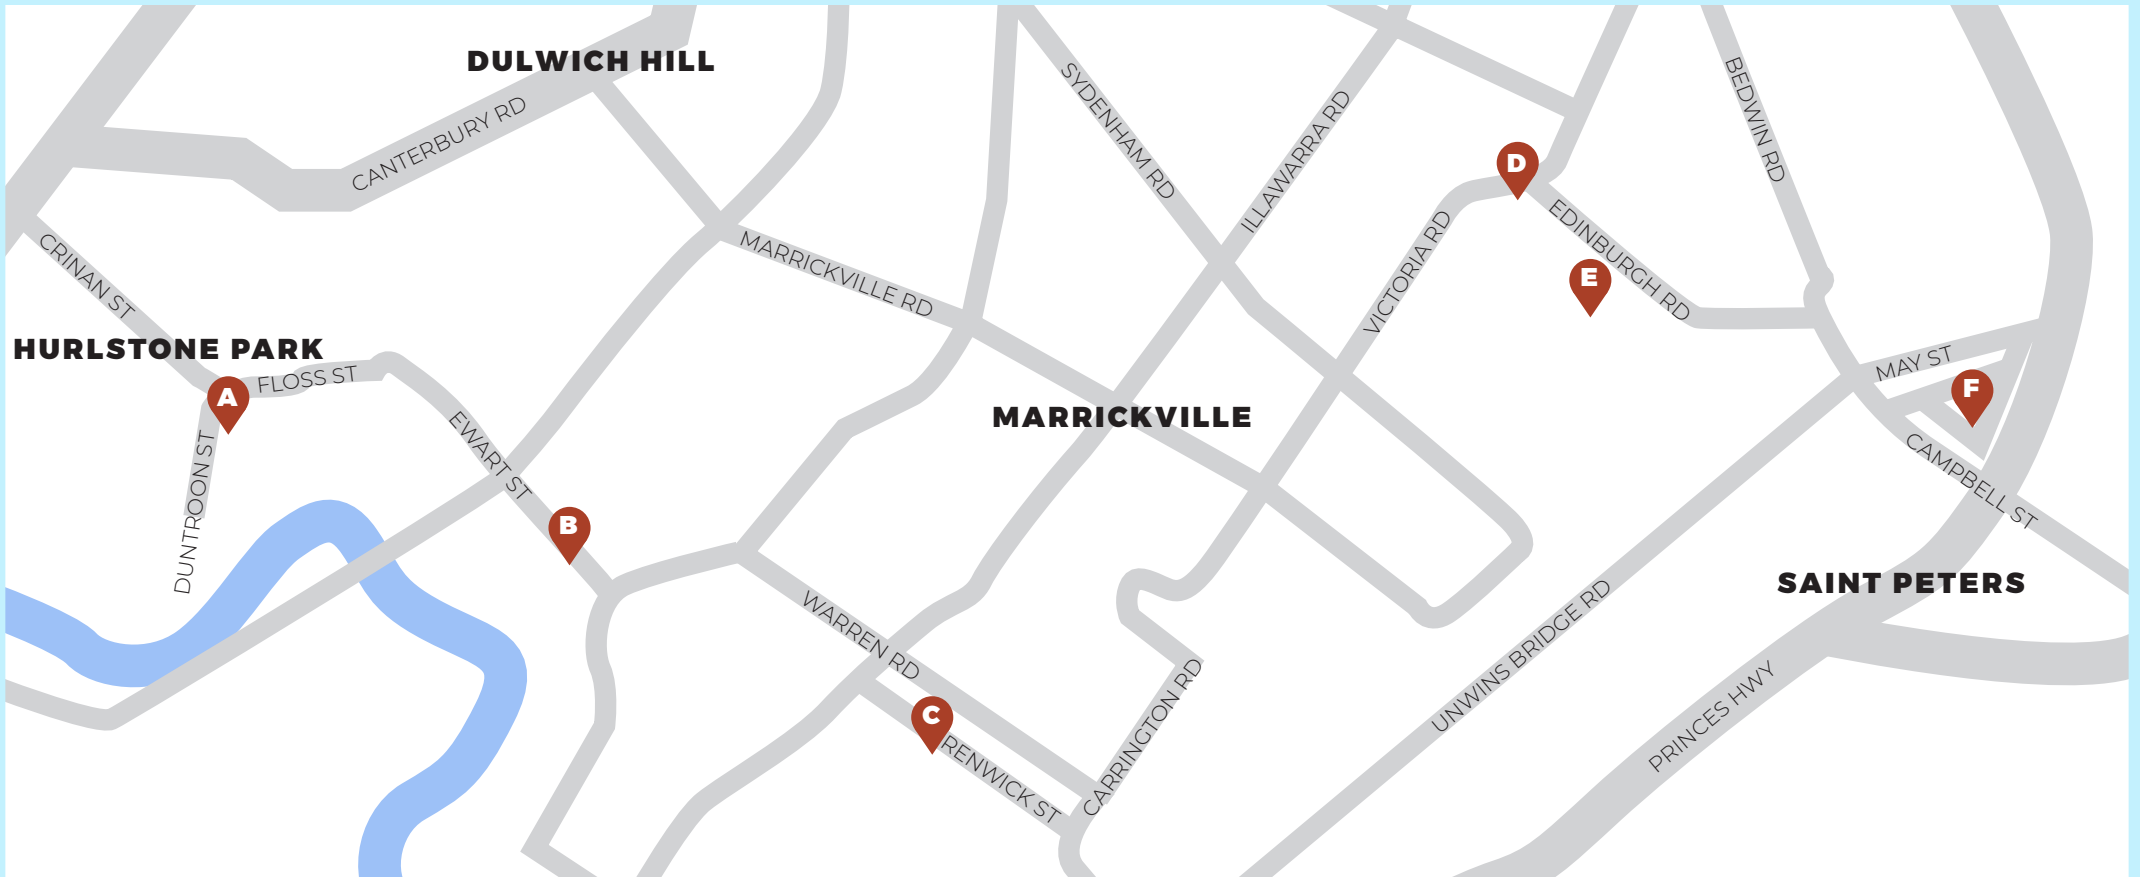 DULWICH HILL
SYDENHAM RD
BEDWIN RD
CANTERBURY RD
ILLAWARRA RD
D
CRINAN ST
MARRICKVILLE RD
VICTORIA RD
EDINBURGH RD
E
HURLSTONE PARK
FLOSS ST
MAY ST
A
F
MARRICKVILLE
EWART ST
DUNTROON ST
CAMPBELL ST
B
SAINT PETERS
WARREN RD
UNWINS BRIDGE RD
C
CARRINGTON RD
PRINCES HWY
RENWICK ST